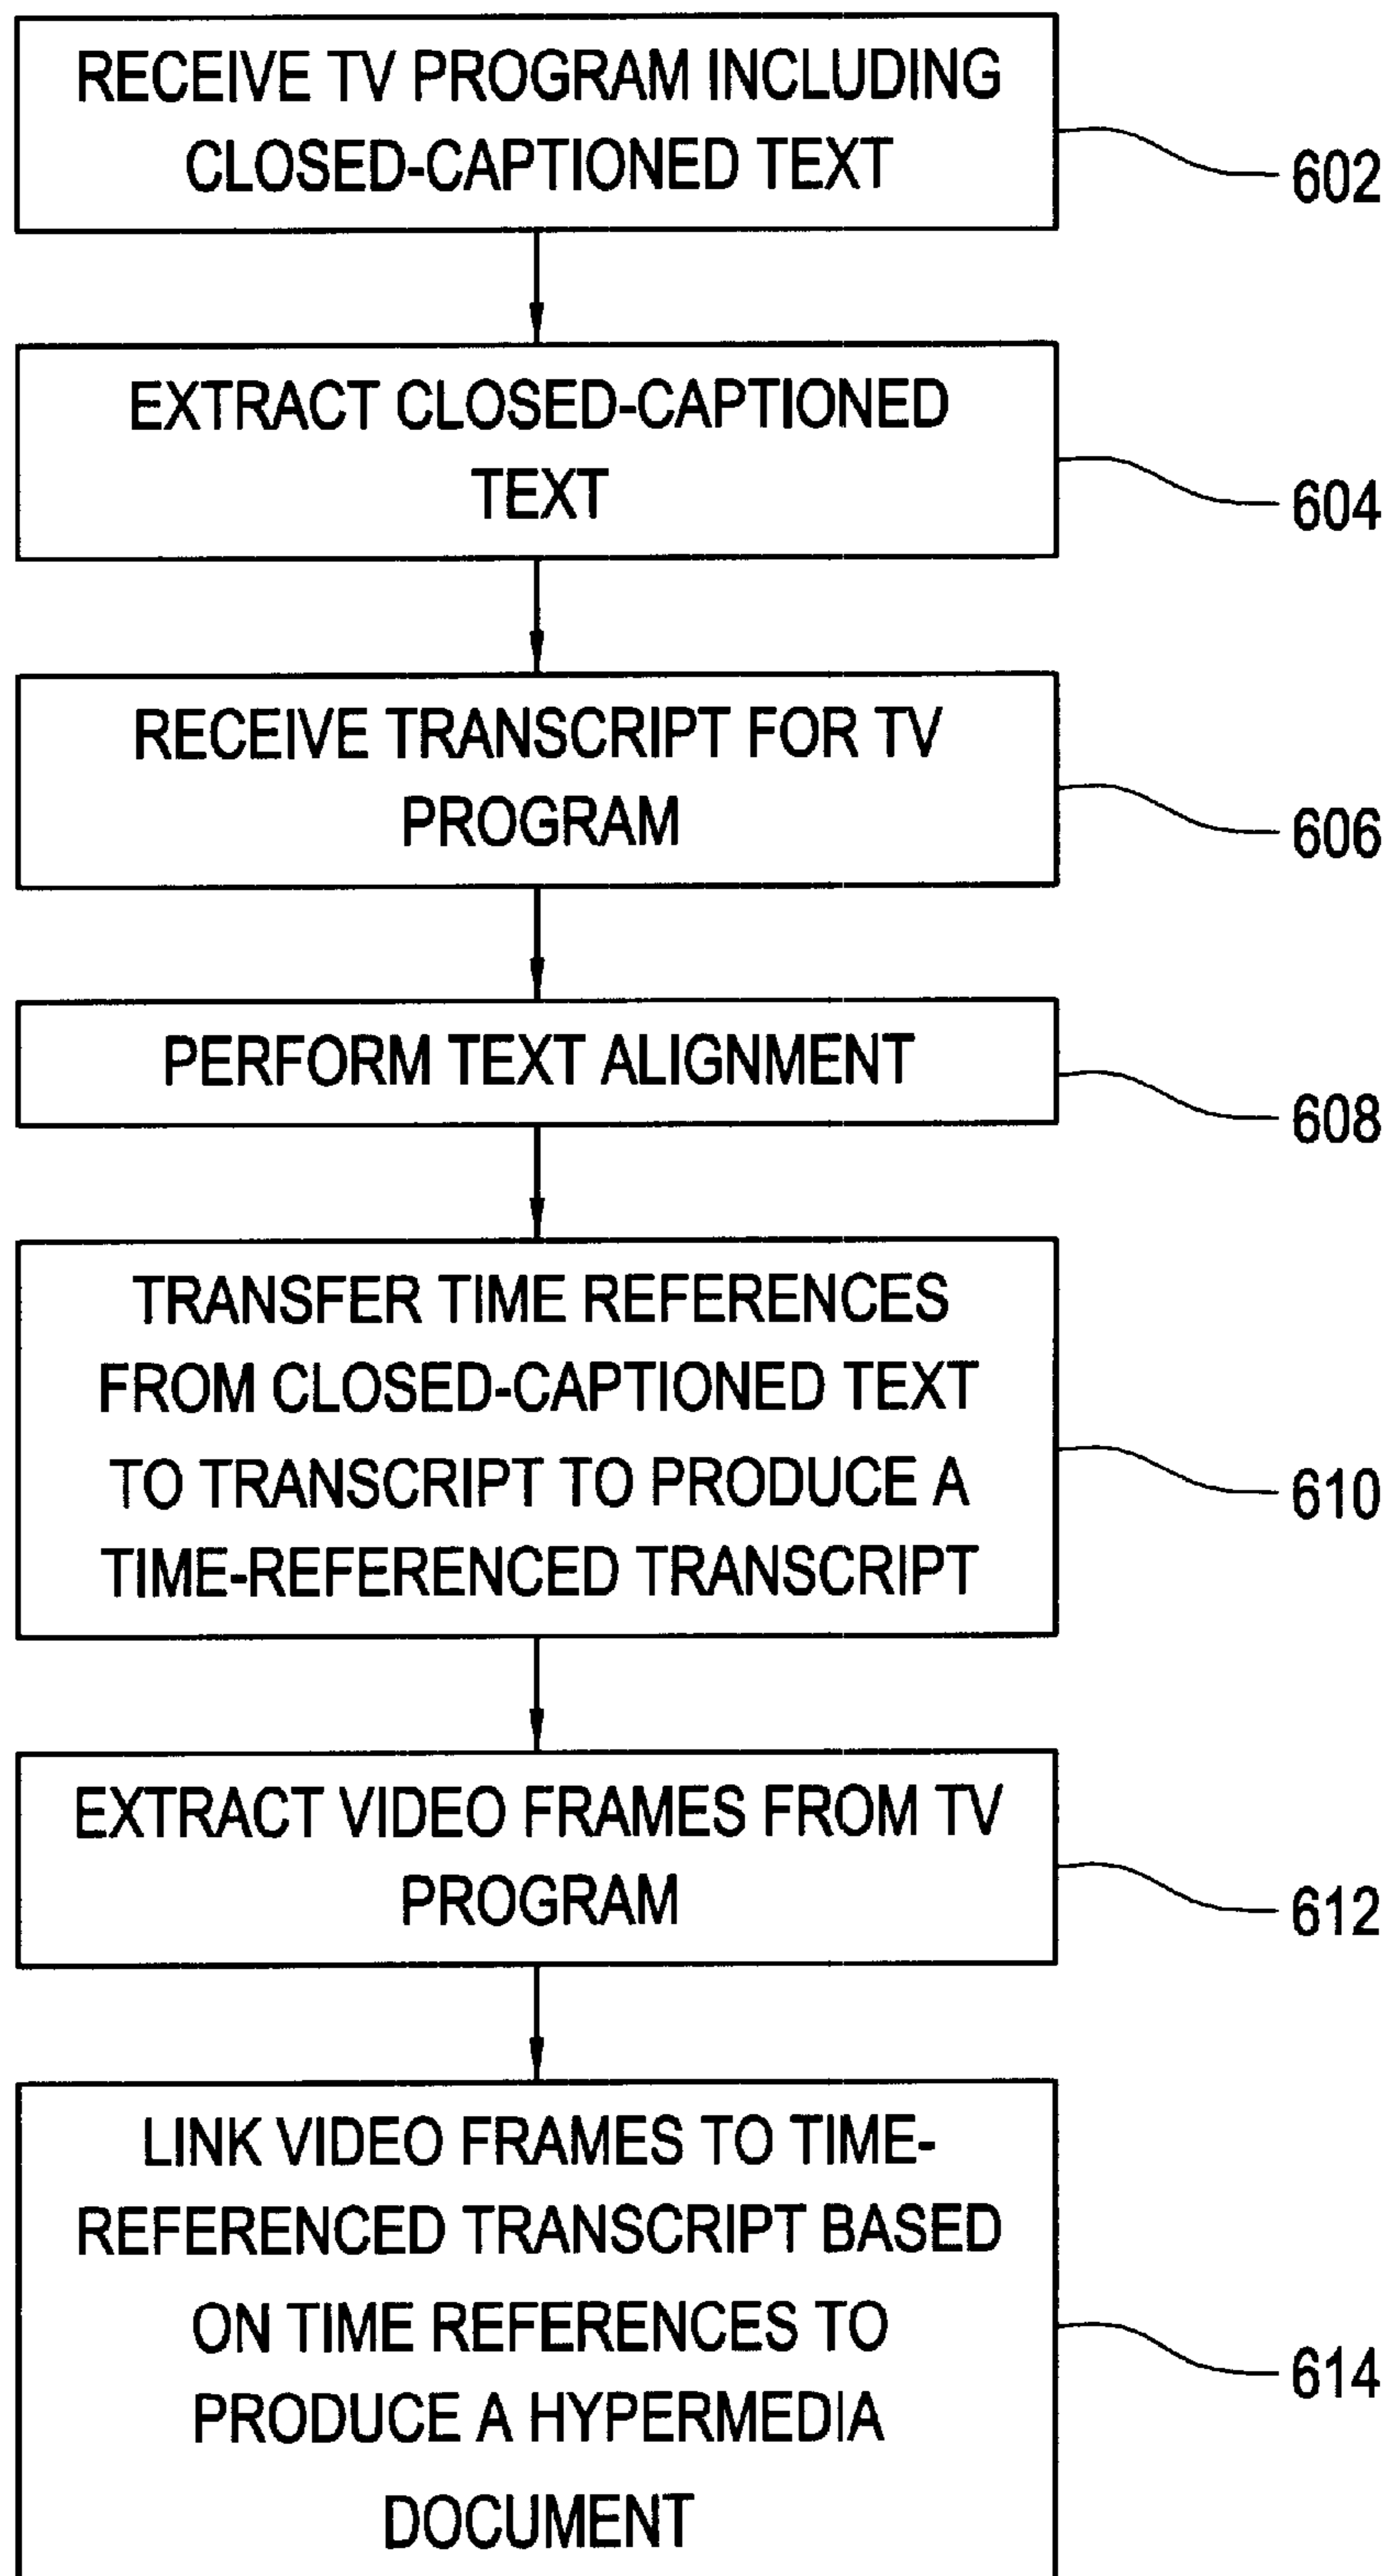 RECEIVE TV PROGRAM INCLUDING
CLOSED-CAPTIONED TEXT
602
EXTRACT CLOSED-CAPTIONED
TEXT
604
RECEIVE TRANSCRIPT FOR TV
PROGRAM
606
PERFORM TEXT ALIGNMENT
608
TRANSFER TIME REFERENCES
FROM CLOSED-CAPTIONED TEXT
TO TRANSCRIPT TO PRODUCE A
TIME-REFERENCED TRANSCRIPT
610
EXTRACT VIDEO FRAMES FROM TV
PROGRAM
612
LINK VIDEO FRAMES TO TIME-
REFERENCED TRANSCRIPT BASED
ON TIME REFERENCES TO
PRODUCE A HYPERMEDIA
DOCUMENT
614